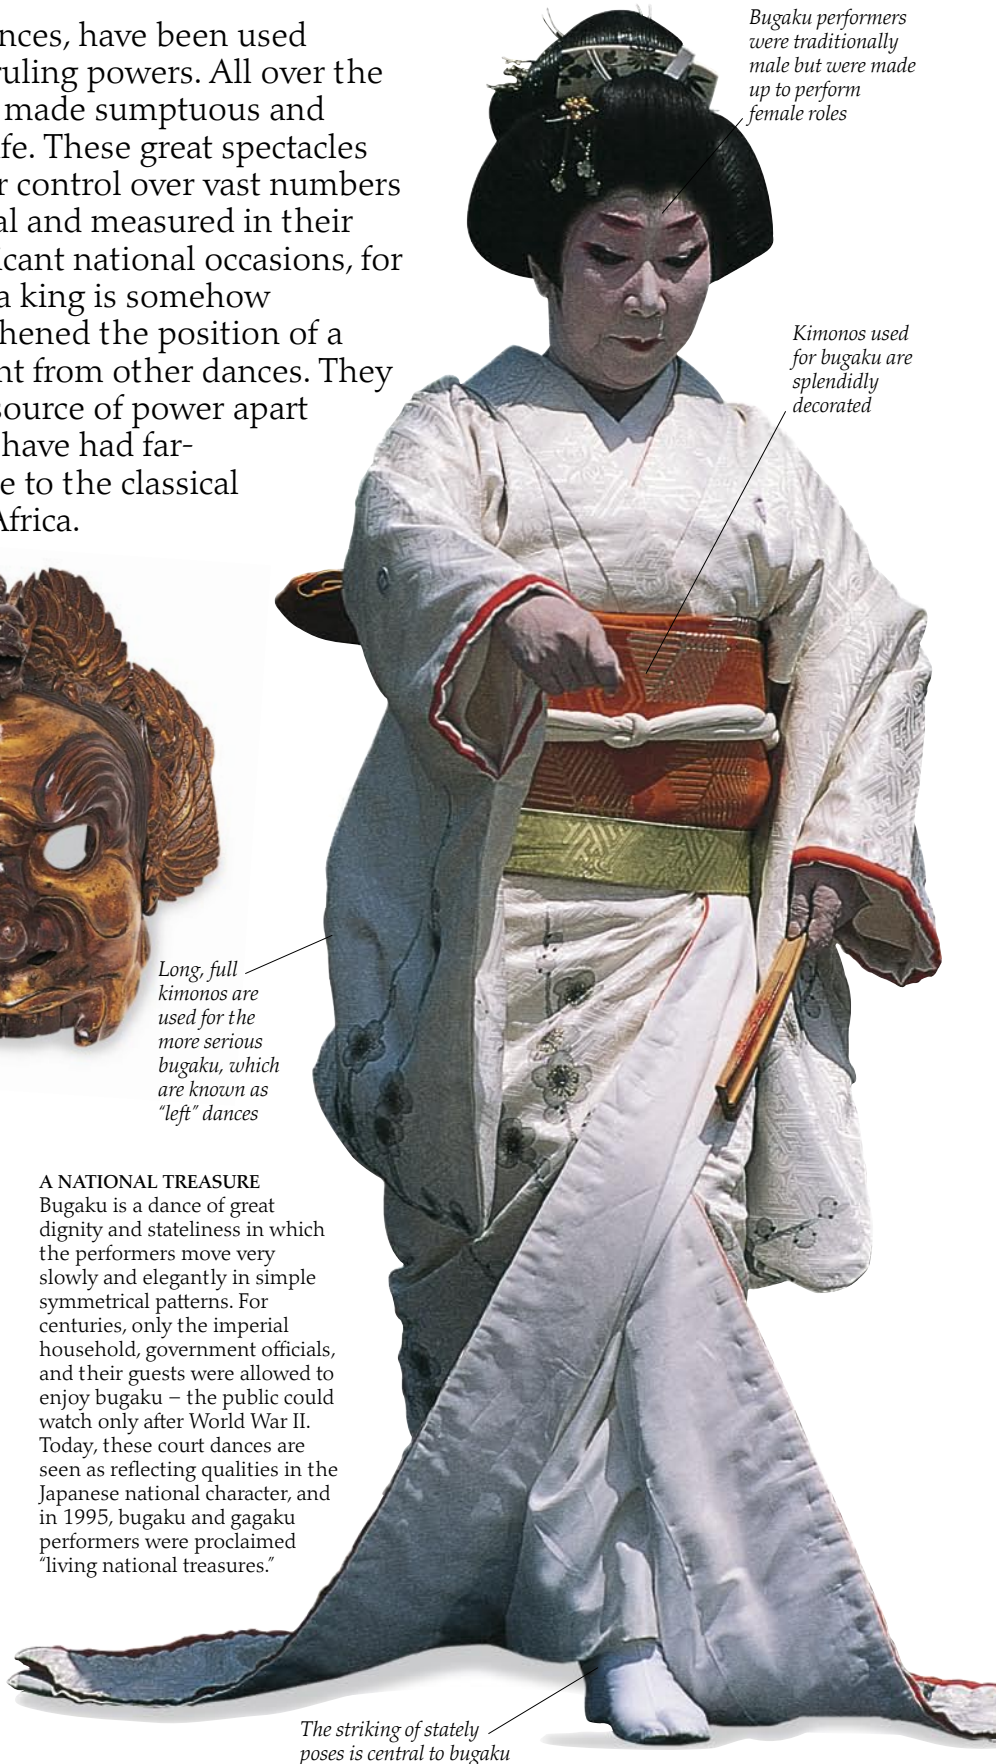 nces, have been used
ruling powers. All over the
made sumptuous and
fe. These great spectacles
r control over vast numbers
al and measured in their
icant national occasions, for
a king is somehow
hened the position of a
nt from other dances. They
source of power apart
have had far-
e to the classical
Africa.
Bugaku performers
were traditionally
male but were made
up to perform
female roles
Kimonos used
for bugaku are
splendidly
decorated
Long, full
kimonos are
used for the
more serious
bugaku, which
are known as
“left” dances
A NATIONAL TREASURE
Bugaku is a dance of great
dignity and stateliness in which
the performers move very
slowly and elegantly in simple
symmetrical patterns. For
centuries, only the imperial
household, government officials,
and their guests were allowed to
enjoy bugaku – the public could
watch only after World War II.
Today, these court dances are
seen as reflecting qualities in the
Japanese national character, and
in 1995, bugaku and gagaku
performers were proclaimed
“living national treasures.”
The striking of stately
poses is central to bugaku